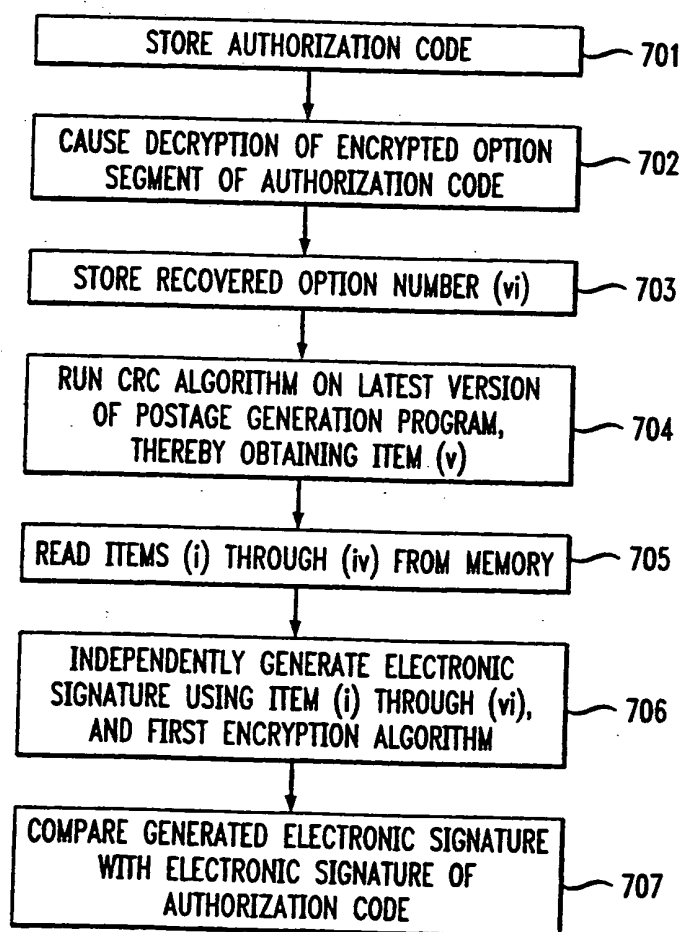 STORE AUTHORIZATION CODE
701
CAUSE DECRYPTION OF ENCRYPTED OPTION
SEGMENT OF AUTHORIZATION CODE
702
STORE RECOVERED OPTION NUMBER (vi)
703
RUN CRC ALGORITHM ON LATEST VERSION
OF POSTAGE GENERATION PROGRAM,
THEREBY OBTAINING ITEM (v)
704
READ ITEMS (i) THROUGH (iv) FROM MEMORY
705
INDEPENDENTLY GENERATE ELECTRONIC
SIGNATURE USING ITEM (i) THROUGH (vi),
AND FIRST ENCRYPTION ALGORITHM
706
COMPARE GENERATED ELECTRONIC SIGNATURE
WITH ELECTRONIC SIGNATURE OF
AUTHORIZATION CODE
707